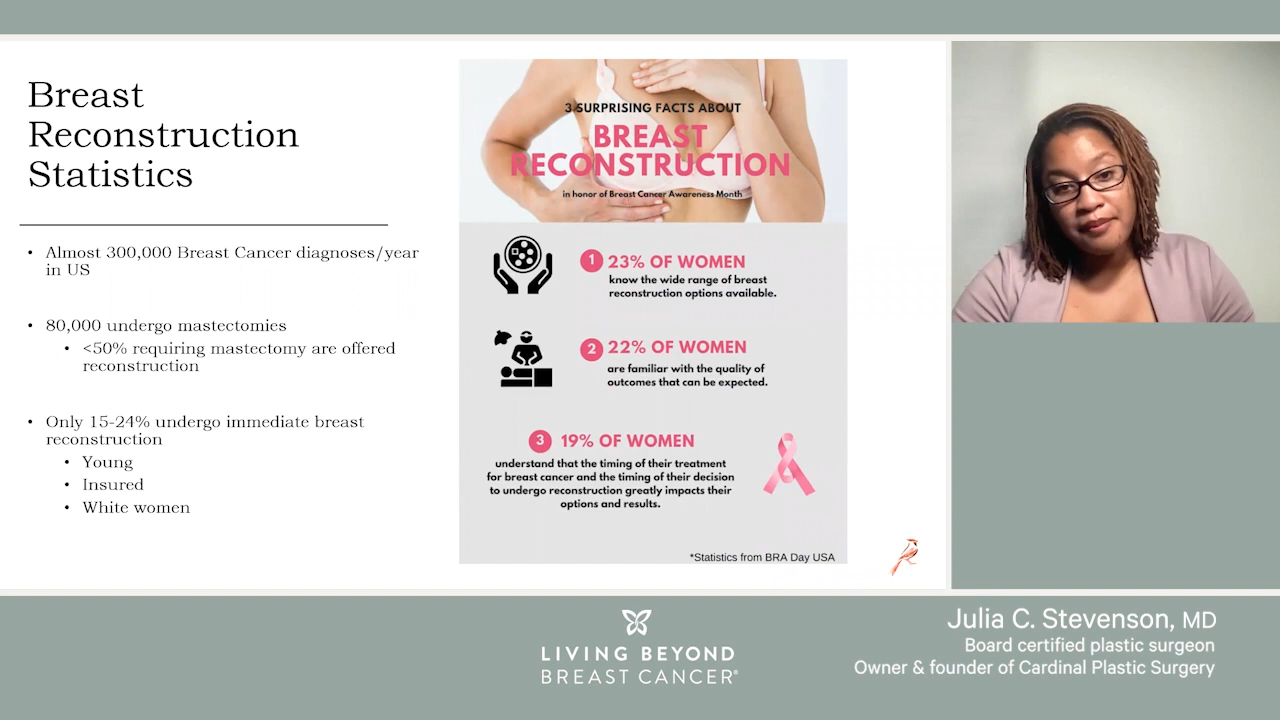 Breast
Reconstruction
Statistics
• Almost 300,000 Breast Cancer diagnoses/year
in US
• 80,000 undergo mastectomies
• <50% requiring mastectomy are offered
reconstruction
• Only 15-24% undergo immediate breast
reconstruction
• Young
• Insured
• White women
3 SURPRISING FACTS ABOUT
BREAST
RECONSTRUCTION
in honor of Breast Cancer Awareness Month
1 23% OF WOMEN
know the wide range of breast
reconstruction options available.
2 22% OF WOMEN
are familiar with the quality of
outcomes that can be expected.
3 19% OF WOMEN
understand that the timing of their treatment
for breast cancer and the timing of their decision
to undergo reconstruction greatly impacts their
options and results.
*Statistics from BRA Day USA
LIVING BEYOND
BREAST CANCER®
Julia C. Stevenson, MD
Board certified plastic surgeon
Owner & founder of Cardinal Plastic Surgery